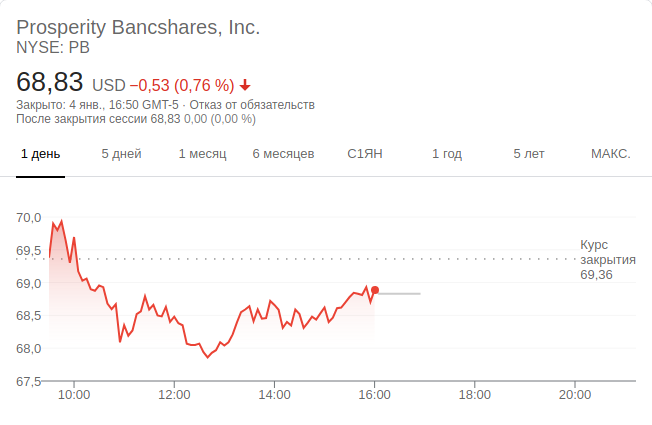 Prosperity Bancshares, Inc.
NYSE: PB
68,83 USD −0,53 (0,76 %)
Закрыто: 4 янв., 16:50 GMT-5 · Отказ от обязательств
После закрытия сессии 68,83 0,00 (0,00 %)
1 день 5 дней 1 месяц 6 месяцев С1ЯН 1 год 5 лет МАКС.
70,0
69,5
69,0
68,5
68,0
67,5
Курс
закрытия
69,36
10:00 12:00 14:00 16:00 18:00 20:00